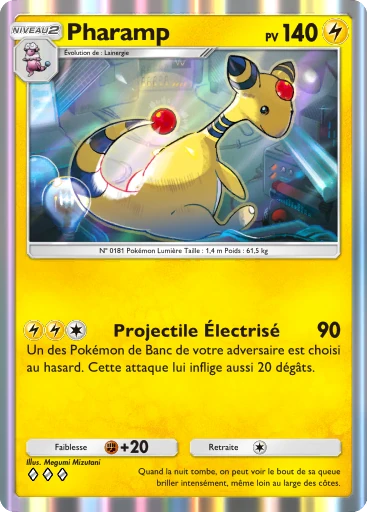 NIVEAU 2
Pharamp
PV 140
Évolution de : Lainergie
N° 0181 Pokémon Lumière Taille : 1,4 m Poids : 61,5 kg
Projectile Électrisé 90
Un des Pokémon de Banc de votre adversaire est choisi
au hasard. Cette attaque lui inflige aussi 20 dégâts.
Faiblesse +20 Retraite
Illus. Megumi Mizutani
Quand la nuit tombe, on peut voir le bout de sa queue
briller intensément, même loin au large des côtes.